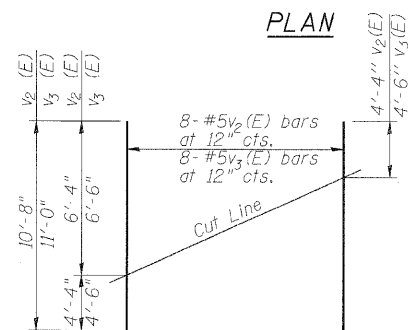 PLAN
v2 (E)
v3 (E)
v2 (E)
v3 (E)
4'-4" v2(E)
4'-6" v3(E)
8- #5v2(E) bars
at 12" cts.
8- #5v3(E) bars
at 12" cts.
10'-8"
11'-0"
6'-4"
6'-6"
Cut Line
4'-4"
4'-6"